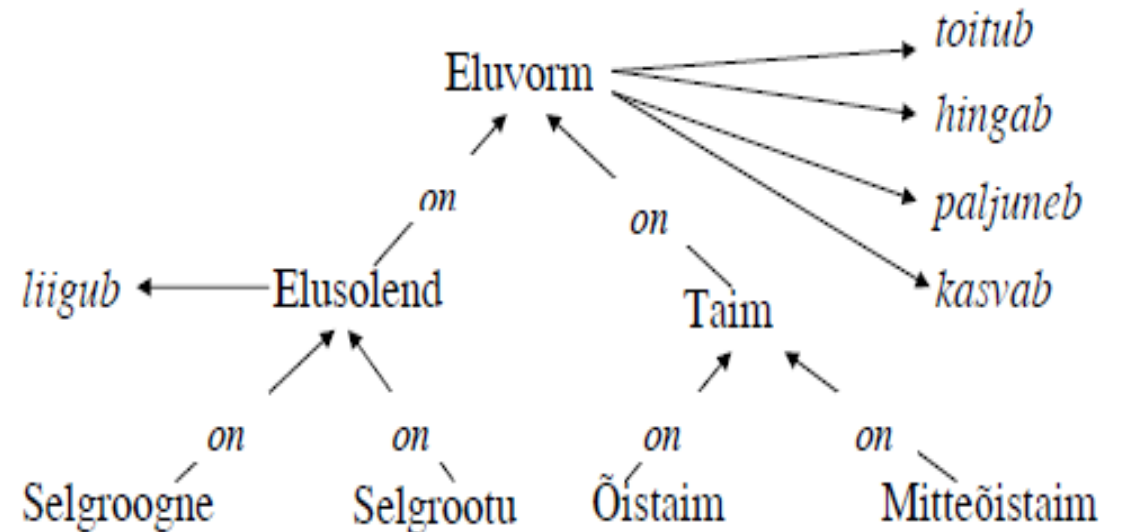 toitub
Eluvorm
hingab
on
paljuneb
on
liigub
Elusolend
kasvab
Taim
on
on
on
on
Selgroogne
Selgrootu
Õistaim
Mitteõistaim